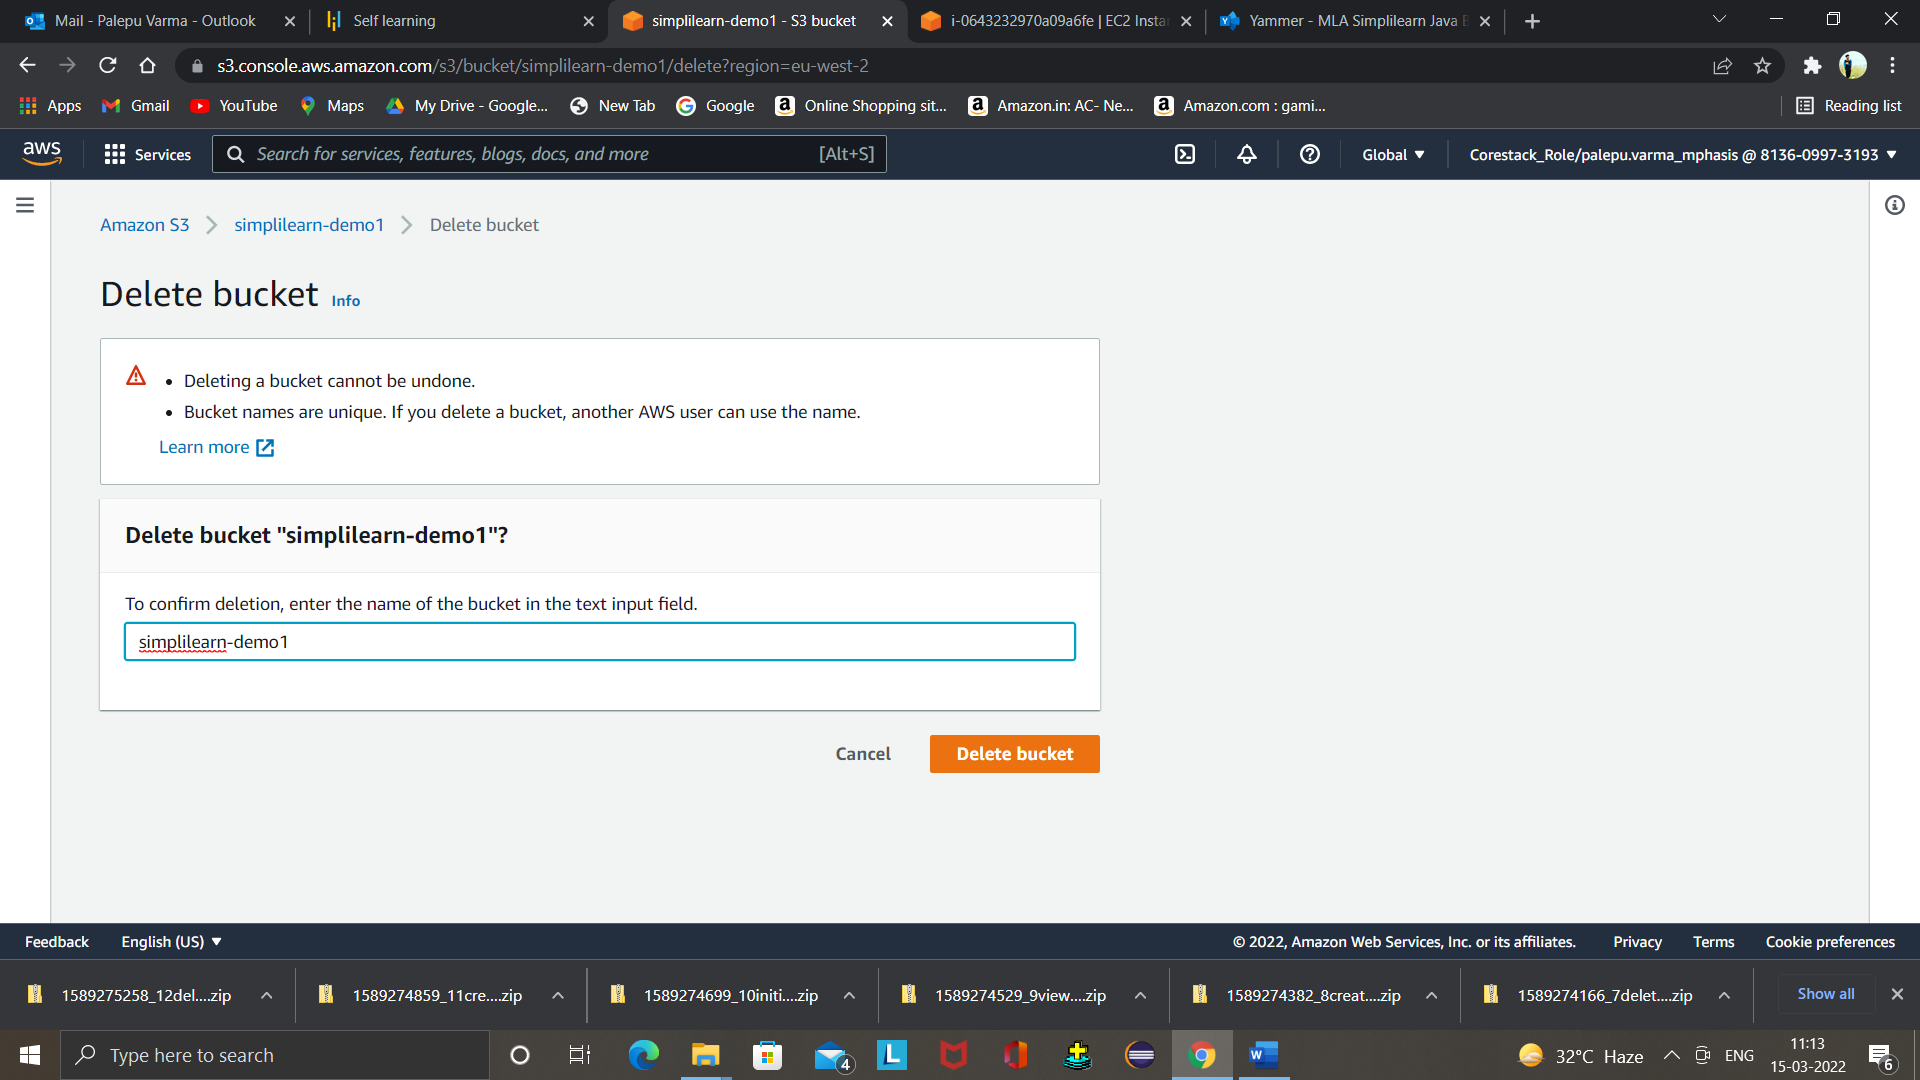 Mail - Palepu Varma - Outlook
Self learning
simplilearn-demo1 - S3 bucket
i-0643232970a09a6fe | EC2 Insta
Yammer - MLA Simplilearn Java B
s3.console.aws.amazon.com/s3/bucket/simplilearn-demo1/delete?region=eu-west-2
Apps
Gmail
YouTube
Maps
My Drive - Google...
New Tab
Google
Online Shopping sit...
Amazon.in: AC- Ne...
Amazon.com : gami...
Reading list
aws
Services
Search for services, features, blogs, docs, and more
[Alt+S]
Global
Corestack_Role/palepu.varma_mphasis @ 8136-0997-3193
Amazon S3
simplilearn-demo1
Delete bucket
Delete bucket
Info
Deleting a bucket cannot be undone.
Bucket names are unique. If you delete a bucket, another AWS user can use the name.
Learn more
Delete bucket "simplilearn-demo1"?
To confirm deletion, enter the name of the bucket in the text input field.
simplilearn-demo1
Cancel
Delete bucket
Feedback
English (US)
© 2022, Amazon Web Services, Inc. or its affiliates.
Privacy
Terms
Cookie preferences
1589275258_12del....zip
1589274859_11cre....zip
1589274699_10initi....zip
1589274529_9view....zip
1589274382_8creat....zip
1589274166_7delet....zip
Show all
Type here to search
4
L
W
32°C Haze
ENG
11:13
15-03-2022
6